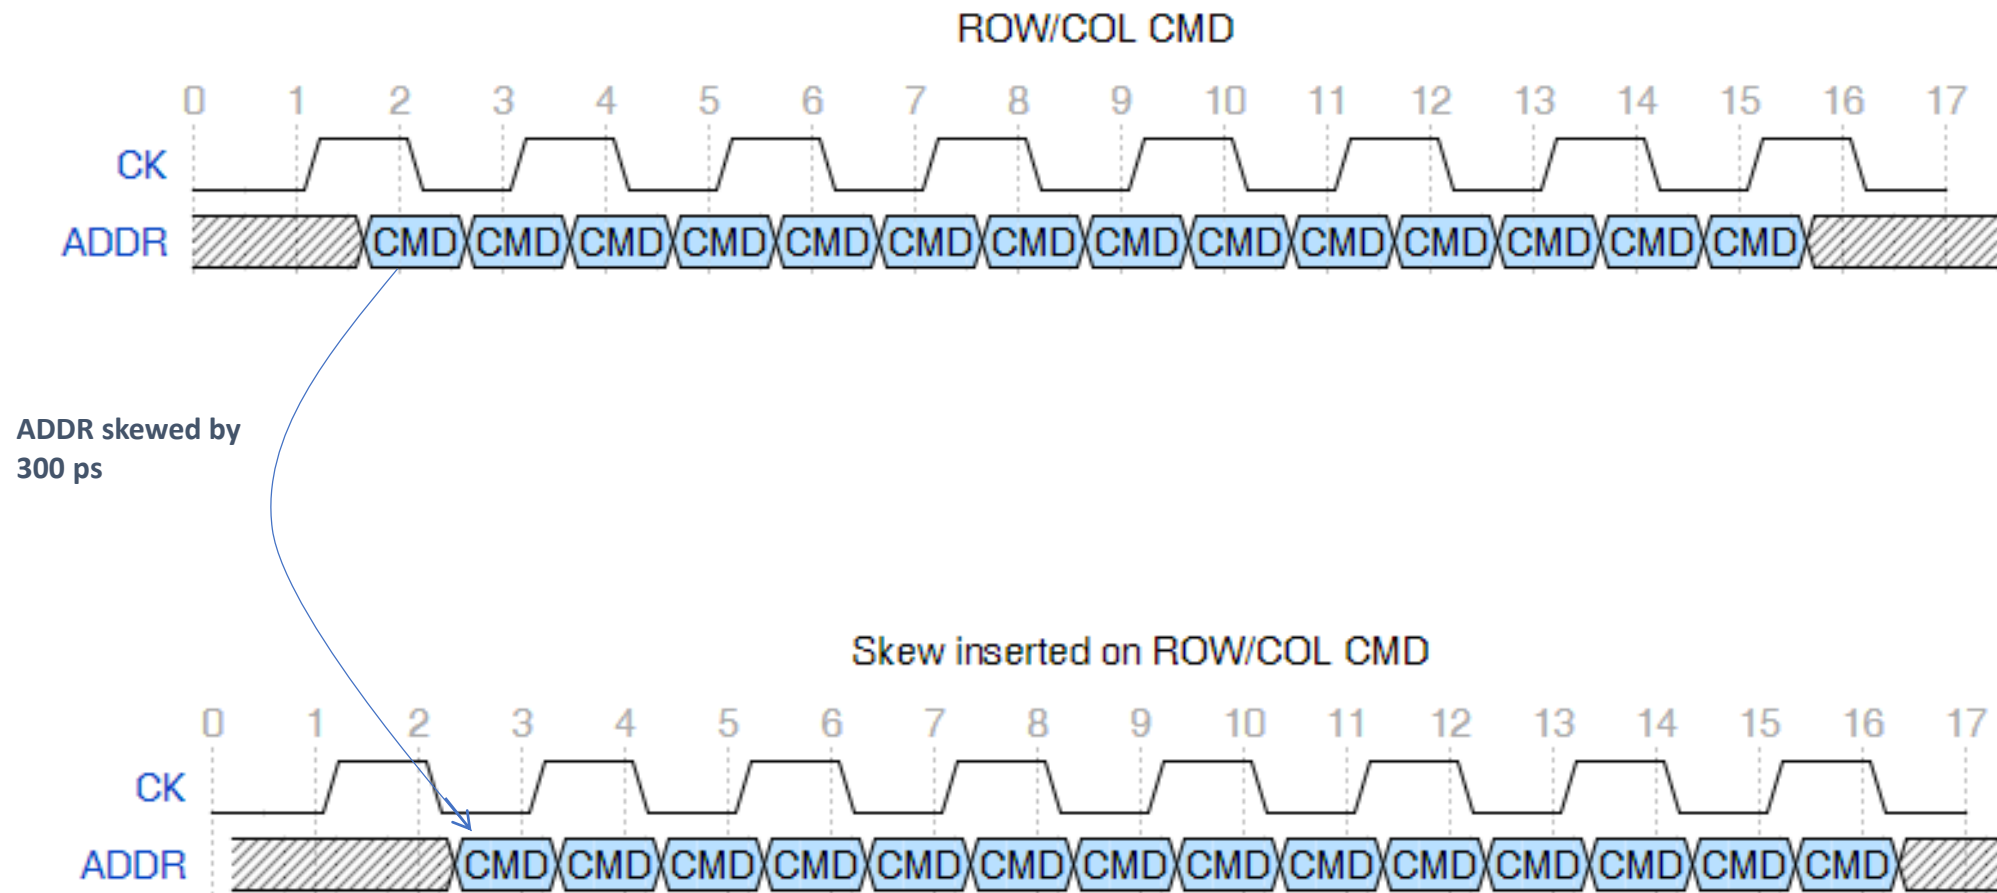 ROW/COL CMD
0 1 2 3 4 5 6 7 8 9 10 11 12 13 14 15 16 17
CK
ADDR CMD CMD CMD CMD CMD CMD CMD CMD CMD CMD CMD CMD CMD CMD
ADDR skewed by
300 ps
Skew inserted on ROW/COL CMD
0 1 2 3 4 5 6 7 8 9 10 11 12 13 14 15 16 17
CK
ADDR CMD CMD CMD CMD CMD CMD CMD CMD CMD CMD CMD CMD CMD CMD